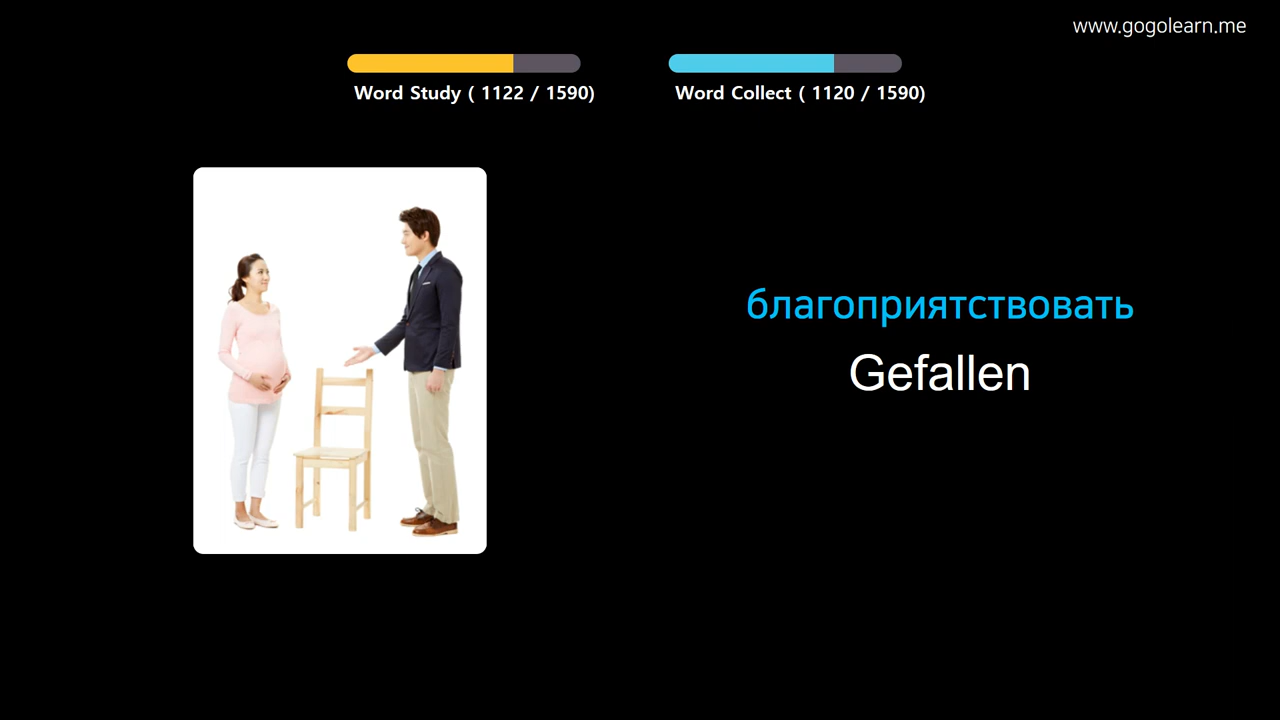 www.gogolearn.me
Word Study ( 1122 / 1590)
Word Collect ( 1120 / 1590)
благоприятствовать
Gefallen